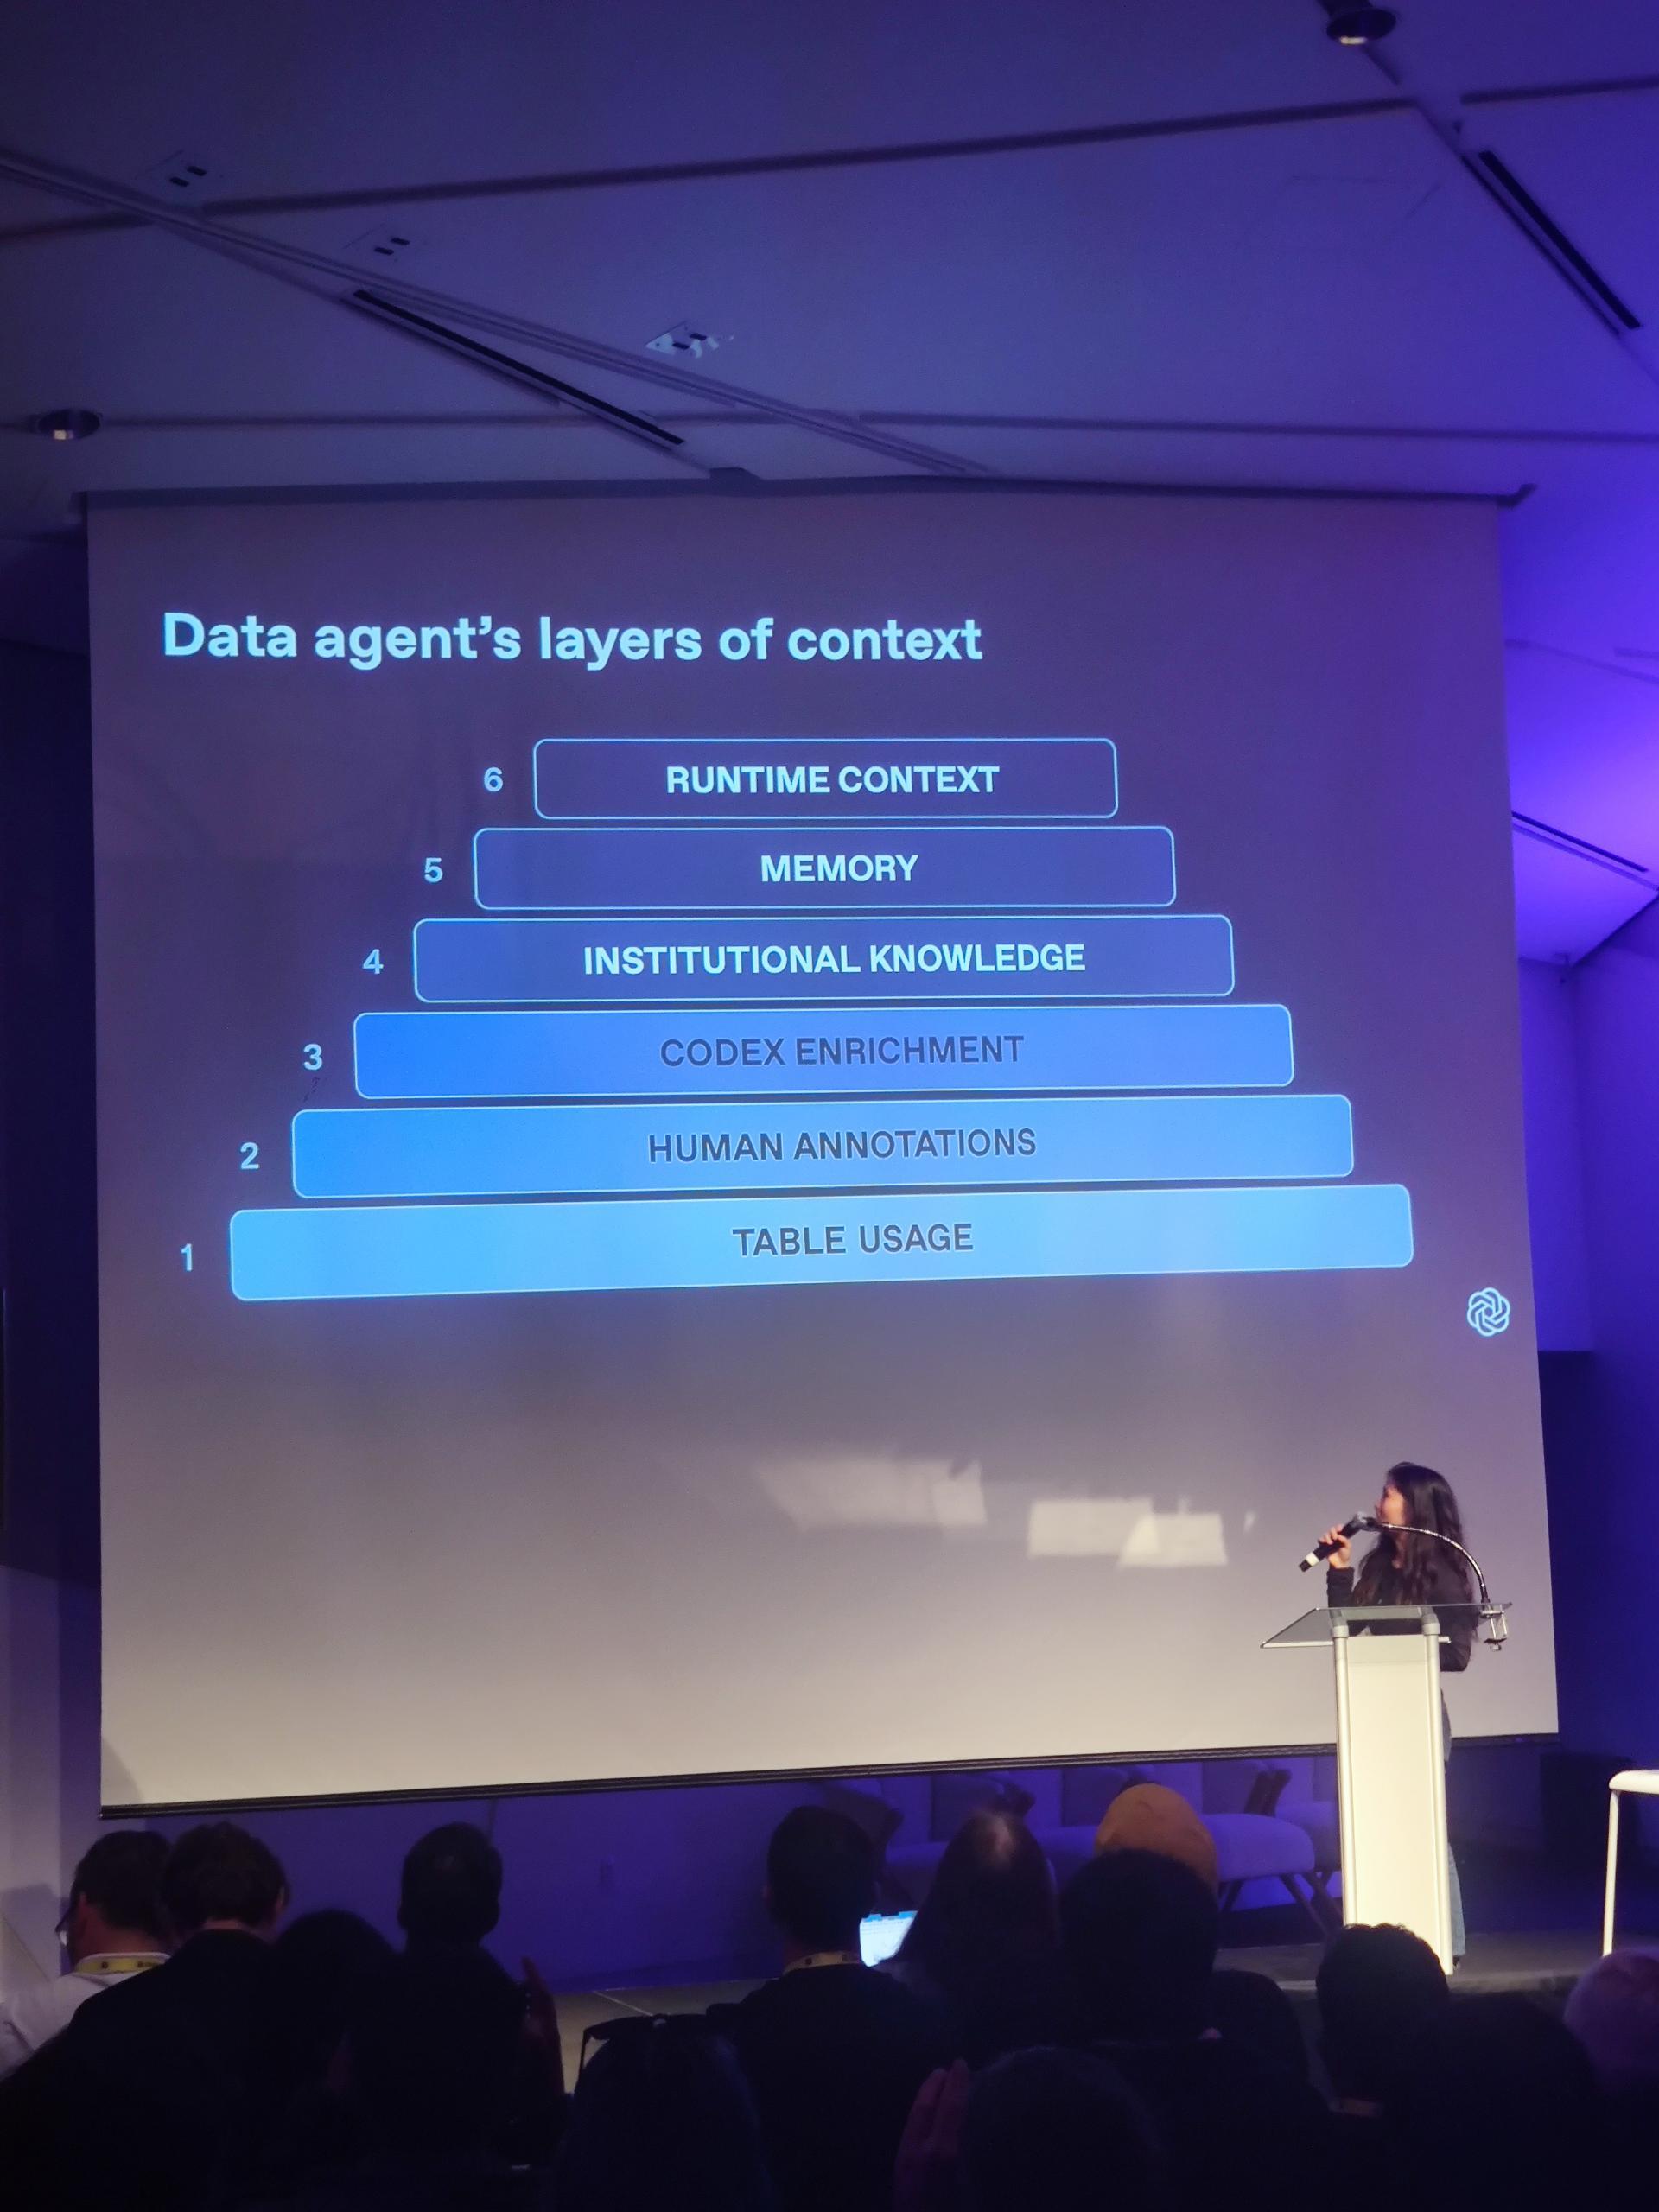 Data agent's layers of context
6 RUNTIME CONTEXT
5 MEMORY
4 INSTITUTIONAL KNOWLEDGE
3 CODEX ENRICHMENT
2 HUMAN ANNOTATIONS
1 TABLE USAGE